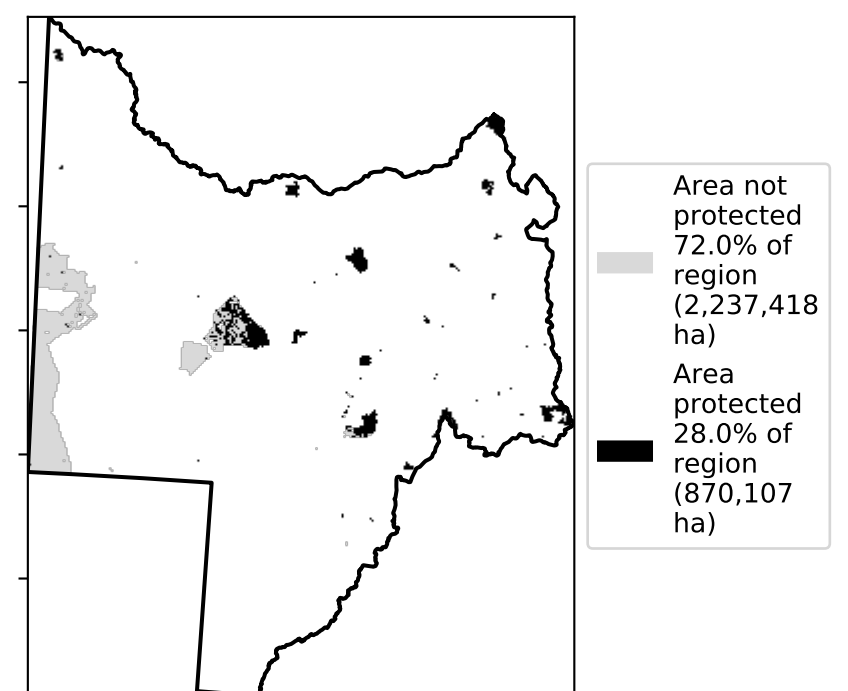 Area not
protected
72.0% of
region
(2,237,418
ha)
Area
protected
28.0% of
region
(870,107
ha)